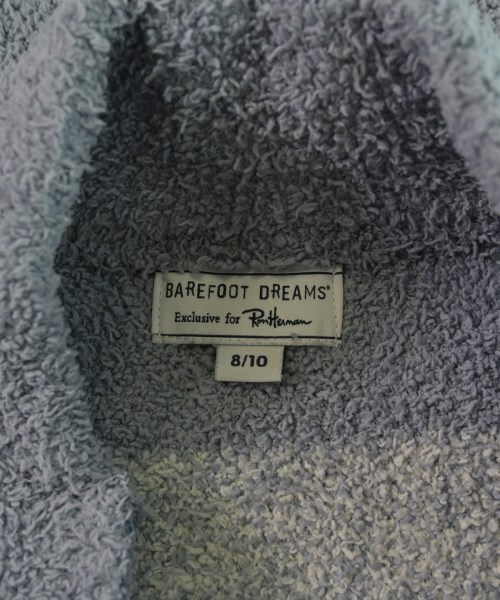 BAREFOOT DREAMS®
Exclusive for Ron Herman
8/10